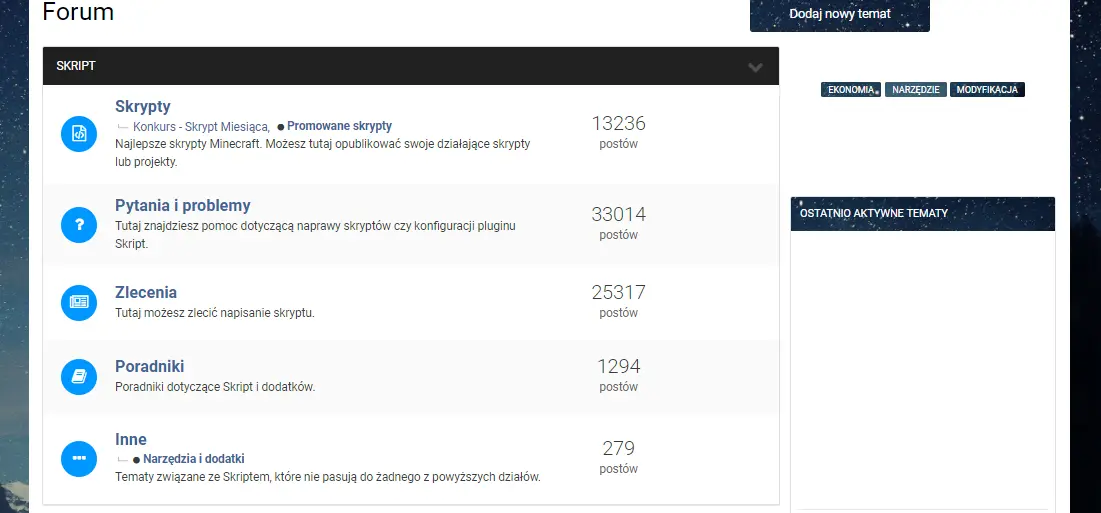 Forum
Dodaj nowy temat
SKRIPT
Skrypty
Konkurs - Skrypt Miesiąca, Promowane skrypty
Najlepsze skrypty Minecraft. Możesz tutaj opublikować swoje działające skrypty
lub projekty.
13236
postów
Pytania i problemy
Tutaj znajdziesz pomoc dotyczącą naprawy skryptów czy konfiguracji pluginu
Skript.
33014
postów
Zlecenia
Tutaj możesz zlecić napisanie skryptu.
25317
postów
Poradniki
Poradniki dotyczące Skript i dodatków.
1294
postów
Inne
Narzędzia i dodatki
Tematy związane ze Skriptem, które nie pasują do żadnego z powyższych działów.
279
postów
EKONOMIA NARZĘDZIE MODYFIKACJA
OSTATNIO AKTYWNE TEMATY